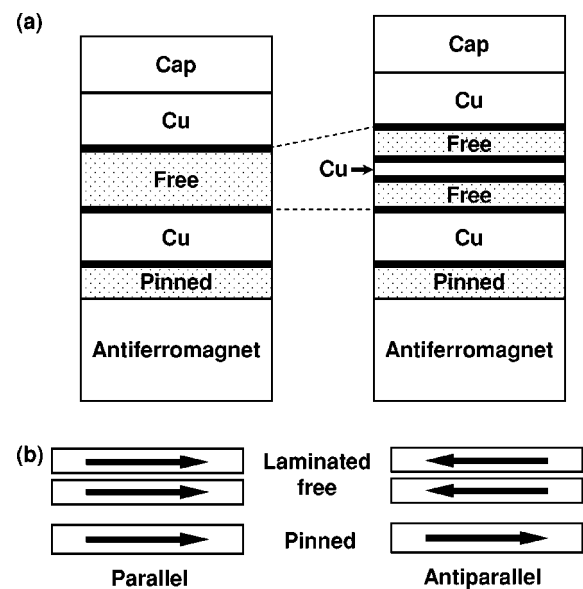 (a)
Cap
Cu
Free
Cu
Pinned
Antiferromagnet
Cap
Cu
Free
Cu
Free
Cu
Pinned
Antiferromagnet
(b)
Laminated
free
Pinned
Parallel
Antiparallel